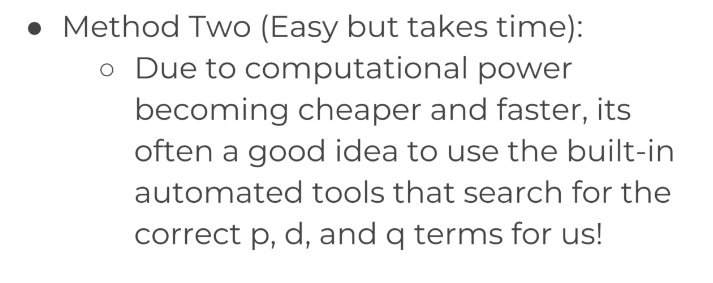 ● Method Two (Easy but takes time):
○ Due to computational power
becoming cheaper and faster, its
often a good idea to use the built-in
automated tools that search for the
correct p, d, and q terms for us!